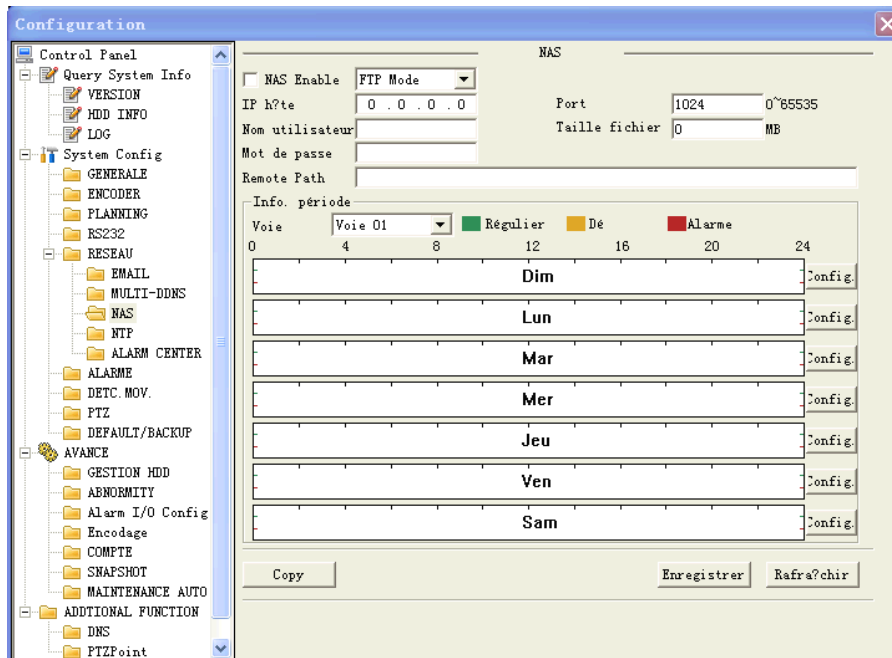 Configuration
Control Panel
Query System Info
VERSION
HDD INFO
LOG
System Config
GENERALE
ENCODER
PLANNING
RS232
RESEAU
EMAIL
MULTI-DDNS
NAS
NTP
ALARM CENTER
ALARME
DETC.MOV.
PTZ
DEFAULT/BACKUP
AVANCE
GESTION HDD
ABNORMITY
Alarm I/O Config
Encodage
COMPTE
SNAPSHOT
MAINTENANCE AUTO
ADDTIONAL FUNCTION
DNS
PTZPoint
NAS
NAS Enable FTP Mode
IP h?te 0 . 0 . 0 . 0 Port 1024 0~65535
Nom utilisateur Taille fichier 0 MB
Mot de passe
Remote Path
Info. période
Voie Voie 01 Régulier Dé Alarme
0 4 8 12 16 20 24
Dim Config.
Lun Config.
Mar Config.
Mer Config.
Jeu Config.
Ven Config.
Sam Config.
Copy Enregistrer Rafra?chir